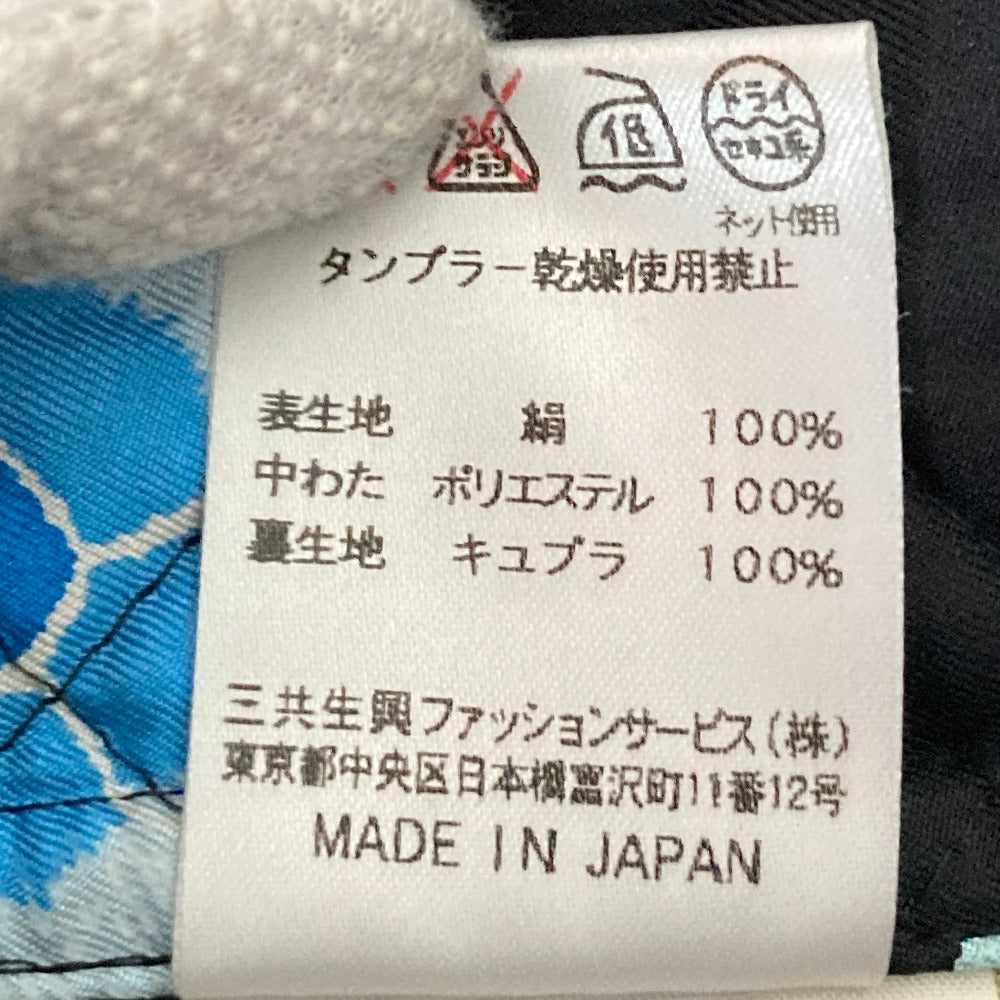 低
ドライ
セキユ系
ネット使用
タンブラー乾燥使用禁止
表生地 絹 100%
中わた ポリエステル 100%
裏生地 キュプラ 100%
三共生興ファッションサービス(株)
東京都中央区日本橋富沢町11番12号
MADE IN JAPAN